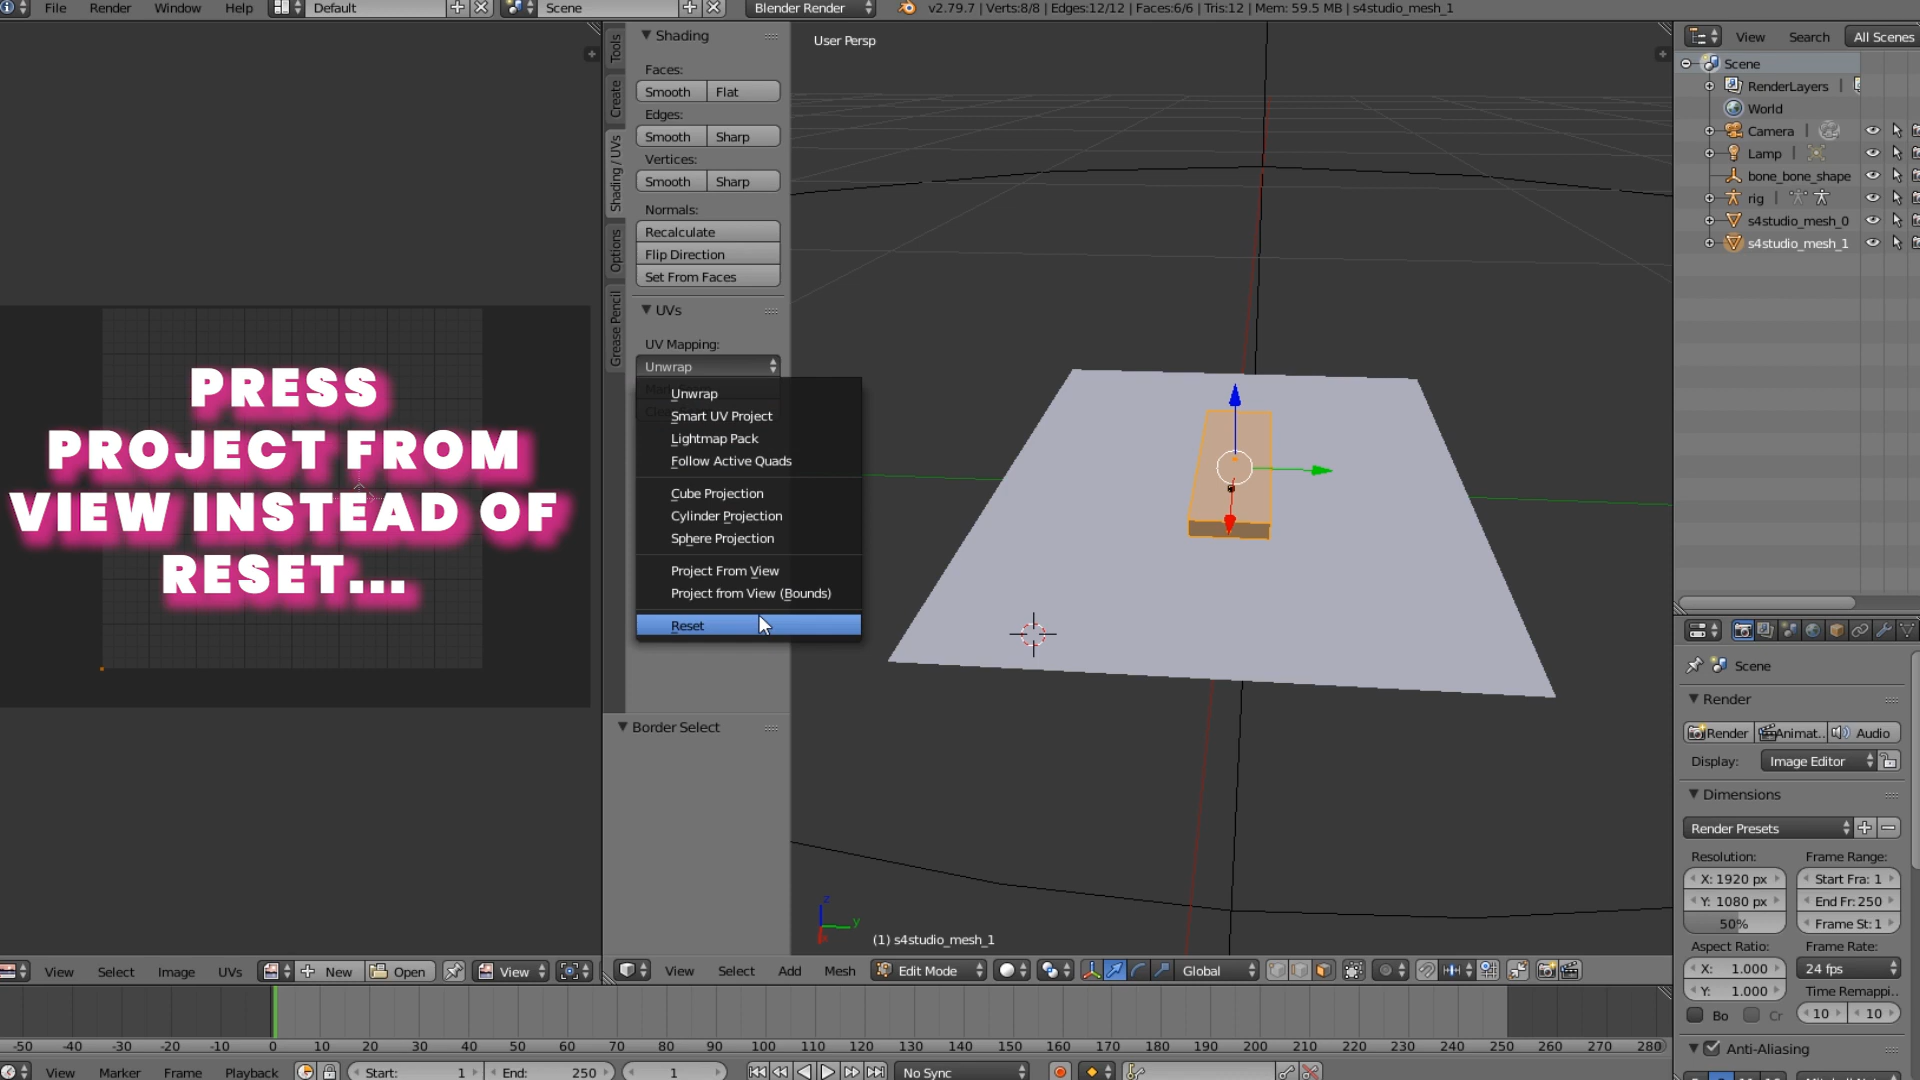 File
Render
Window
Help
Default
Scene
Blender Render
v2.79.7 | Verts:8/8 | Edges:12/12 | Faces:6/6 | Tris:12 | Mem: 59.5 MB | s4studio_mesh_1
PRESS
PROJECT FROM
VIEW INSTEAD OF
RESET...
Tools
Create
Shading / UVs
Options
Grease Pencil
Shading
Faces:
Smooth Flat
Edges:
Smooth Sharp
Vertices:
Smooth Sharp
Normals:
Recalculate
Flip Direction
Set From Faces
UVs
UV Mapping:
Unwrap
Unwrap
Smart UV Project
Lightmap Pack
Follow Active Quads
Cube Projection
Cylinder Projection
Sphere Projection
Project From View
Project from View (Bounds)
Reset
Border Select
User Persp
z
y
(1) s4studio_mesh_1
View Search All Scenes
Scene
RenderLayers |
World
Camera |
Lamp |
bone_bone_shape
rig |
s4studio_mesh_0
s4studio_mesh_1
Scene
Render
Render Animat.. Audio
Display: Image Editor
Dimensions
Render Presets
Resolution: Frame Range:
X: 1920 px Start Fra: 1
Y: 1080 px End Fr: 250
50% Frame St: 1
Aspect Ratio: Frame Rate:
X: 1.000 24 fps
Y: 1.000 Time Remappi..
Bo Cr 10 10
Anti-Aliasing
View Select Image UVs New Open View
View Select Add Mesh Edit Mode Global
-50 -40 -30 -20 -10 0 10 20 30 40 50 60 70 80 90 100 110 120 130 140 150 160 170 180 190 200 210 220 230 240 250 260 270 280
View Marker Frame Playback Start: 1 End: 250 1 No Sync